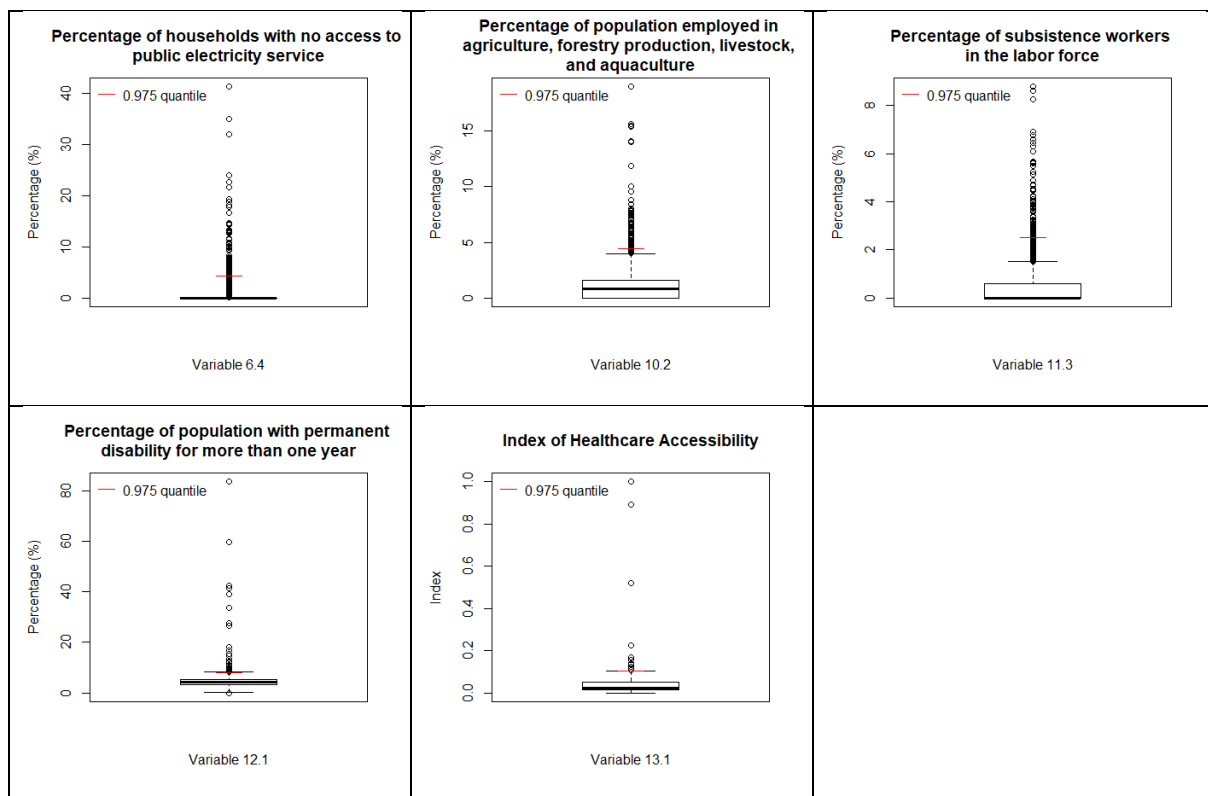 Percentage of households with no access to
public electricity service
0.975 quantile
Percentage (%)
40
30
20
10
0
Variable 6.4
Percentage of population employed in
agriculture, forestry production, livestock,
and aquaculture
0.975 quantile
Percentage (%)
15
10
5
0
Variable 10.2
Percentage of subsistence workers
in the labor force
0.975 quantile
Percentage (%)
8
6
4
2
0
Variable 11.3
Percentage of population with permanent
disability for more than one year
0.975 quantile
Percentage (%)
80
60
40
20
0
Variable 12.1
Index of Healthcare Accessibility
0.975 quantile
Index
1.0
0.8
0.6
0.4
0.2
0.0
Variable 13.1